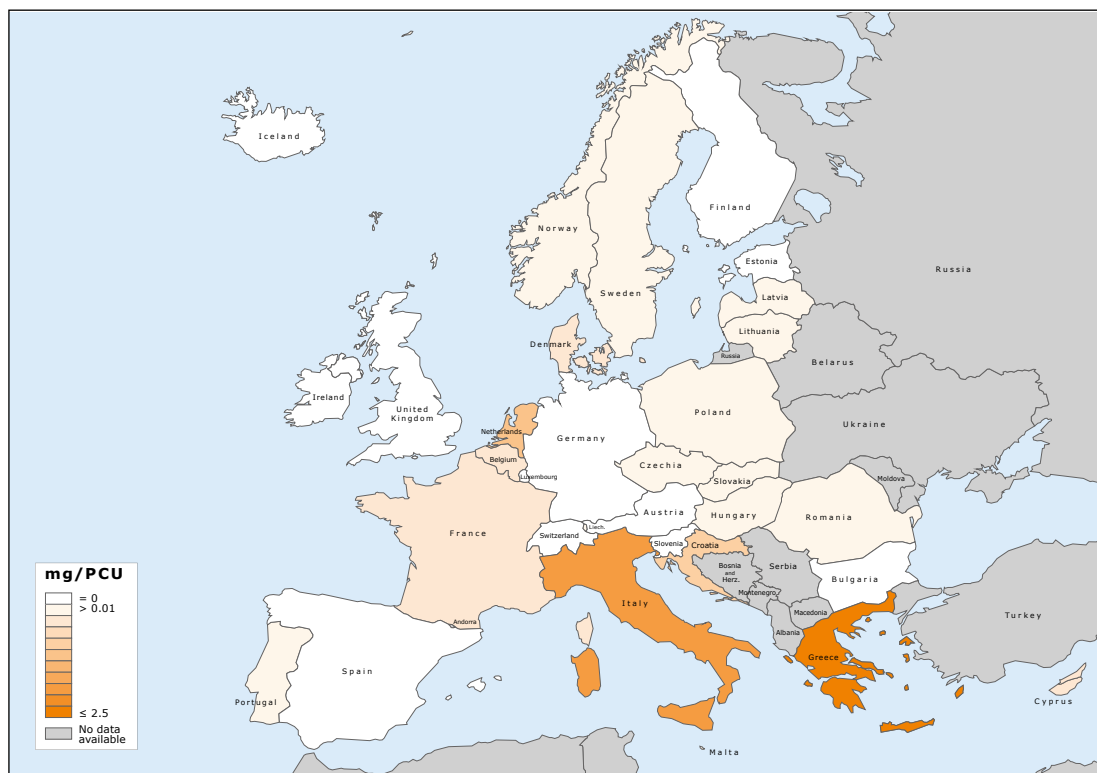 Iceland
Finland
Norway
Sweden
Estonia
Russia
Latvia
Lithuania
Russia
Denmark
Belarus
Ireland
United
Kingdom
Netherlands
Poland
Ukraine
Germany
Belgium
Luxembourg
Czechia
Slovakia
Moldova
Austria
Hungary
Romania
France
Switzerland
Liech.
Slovenia
Croatia
Bosnia
and
Herz.
Serbia
Bulgaria
Montenegro
Italy
Macedonia
Andorra
Albania
Turkey
Greece
Spain
Portugal
Cyprus
Malta
mg/PCU
= 0
> 0.01
≤ 2.5
No data
available